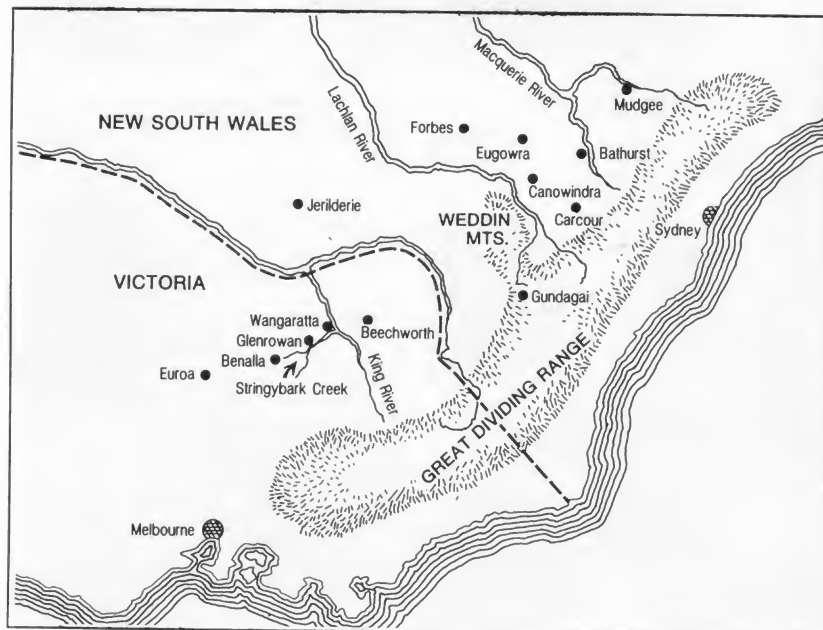 Macquerie River
Mudgee
Lachlan River
NEW SOUTH WALES
Forbes
Eugowra
Bathurst
Canowindra
Jerilderie
Carcour
WEDDIN
MTS.
Sydney
VICTORIA
Gundagai
Wangaratta
Beechworth
Glenrowan
Benalla
Euroa
Stringybark Creek
King River
GREAT DIVIDING RANGE
Melbourne